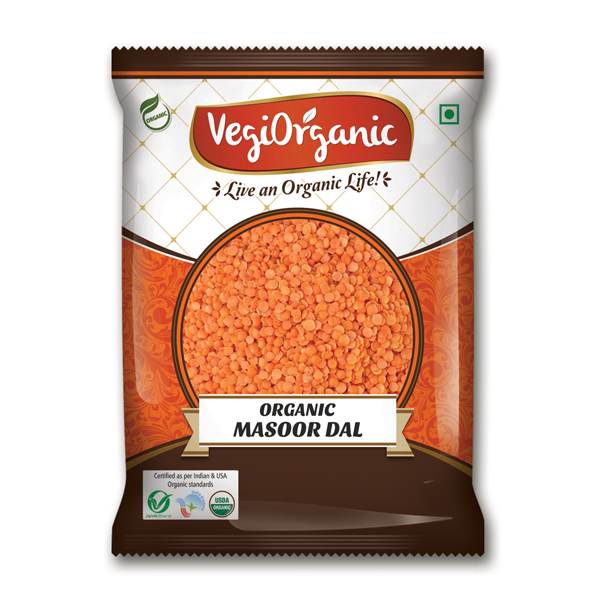 ORGANIC
VegiOrganic
Live an Organic Life!
ORGANIC
MASOOR DAL
Certified as per Indian & USA
Organic standards
USDA
ORGANIC